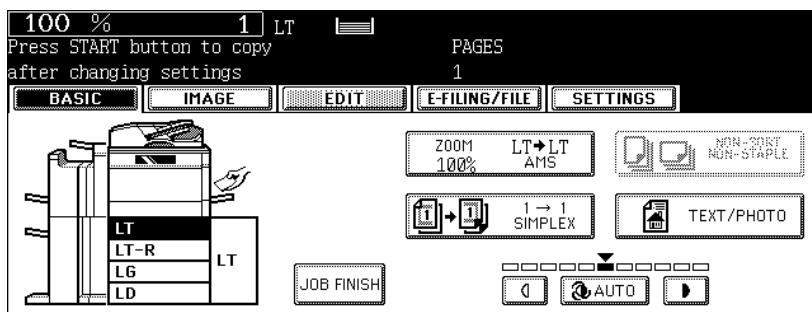 100 % 1 LT
Press START button to copy PAGES
after changing settings 1
BASIC IMAGE EDIT E-FILING/FILE SETTINGS
ZOOM LT→LT
100% AMS
NON-SORT
NON-STAPLE
1 1 1 → 1
SIMPLEX
TEXT/PHOTO
LT
LT-R
LG
LD
LT
JOB FINISH
AUTO